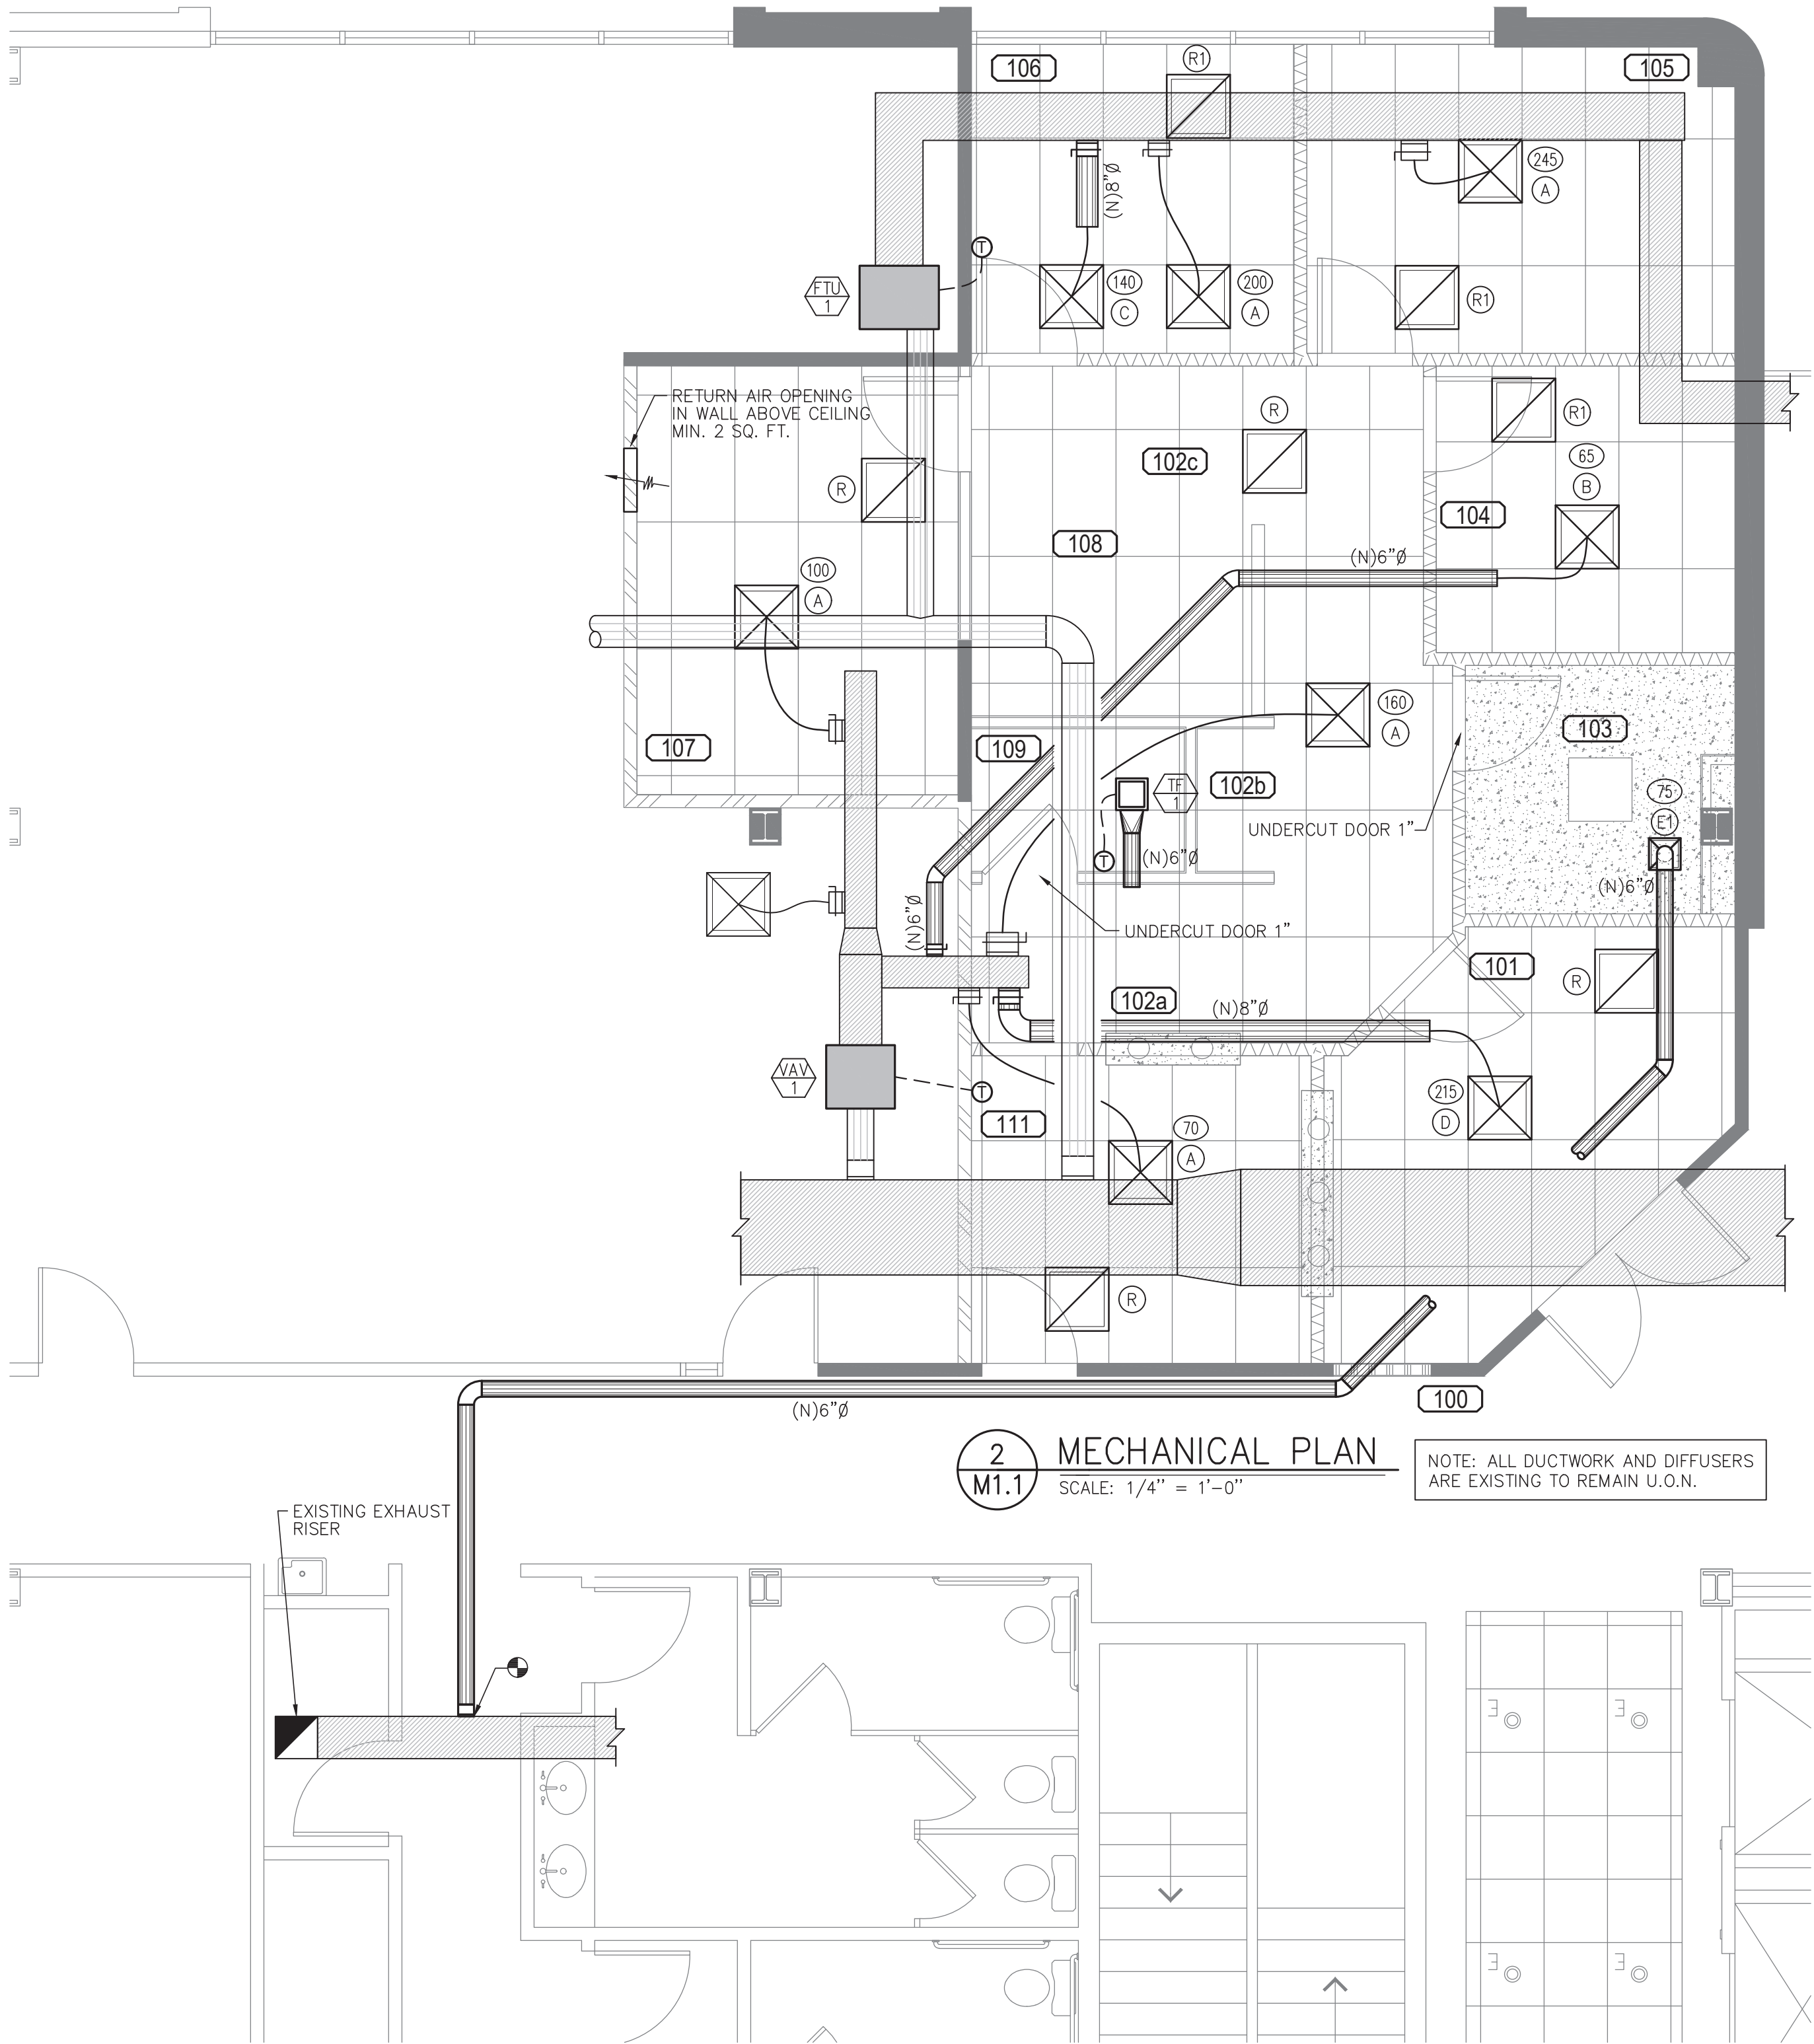 106
R1
105
(N)8"Ø
245
A
T
FTU
1
140
C
200
A
R1
RETURN AIR OPENING
IN WALL ABOVE CEILING
MIN. 2 SQ. FT.
R
R
102c
R1
65
B
104
108
(N)6"Ø
100
A
107
109
160
A
103
TF
1
102b
75
E1
UNDERCUT DOOR 1"
T
(N)6"Ø
(N)6"Ø
(N)6"Ø
UNDERCUT DOOR 1"
101
R
102a
(N)8"Ø
VAV
1
T
111
70
A
215
D
R
(N)6"Ø
100
2
M1.1
MECHANICAL PLAN
SCALE: 1/4" = 1'-0"
NOTE: ALL DUCTWORK AND DIFFUSERS
ARE EXISTING TO REMAIN U.O.N.
EXISTING EXHAUST
RISER